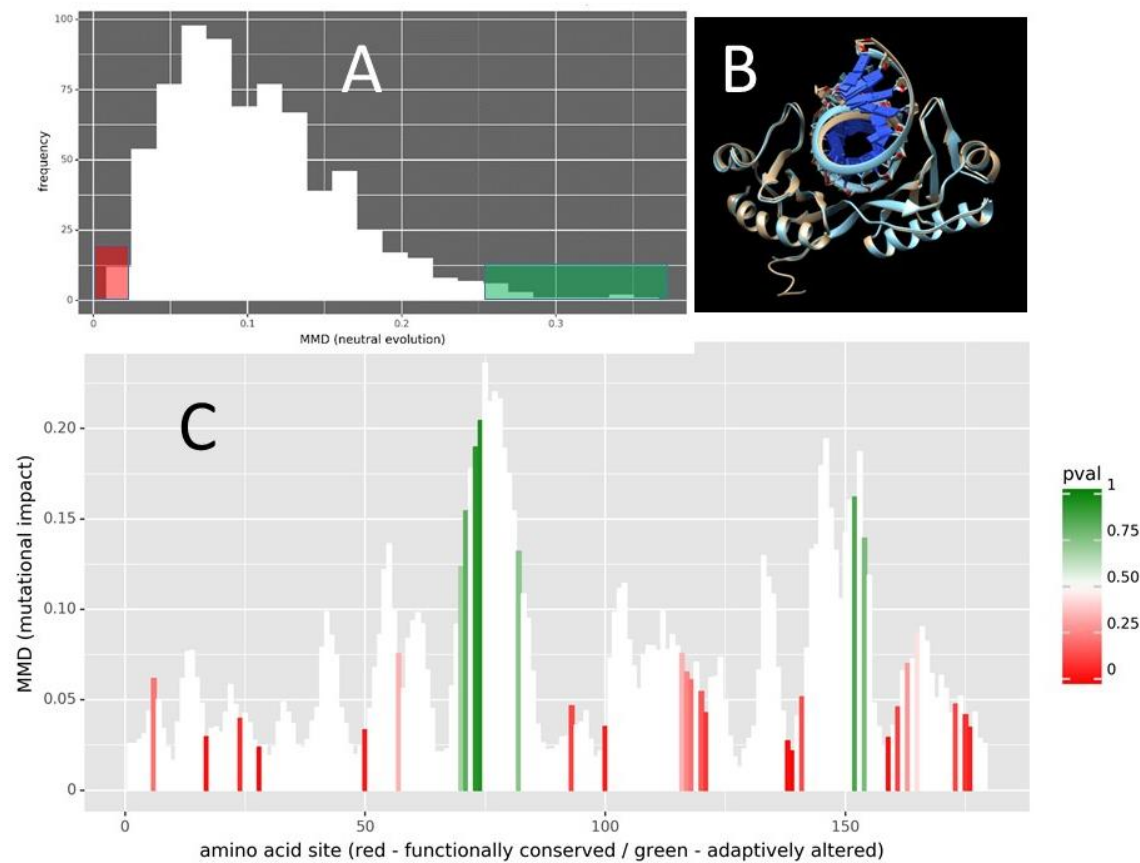 A
B
frequency
100
75
50
25
0
0
0.1
0.2
0.3
MMD (neutral evolution)
C
MMD (mutational impact)
0.20
0.15
0.10
0.05
0
0
50
100
150
amino acid site (red - functionally conserved / green - adaptively altered)
pval
1
0.75
0.50
0.25
0